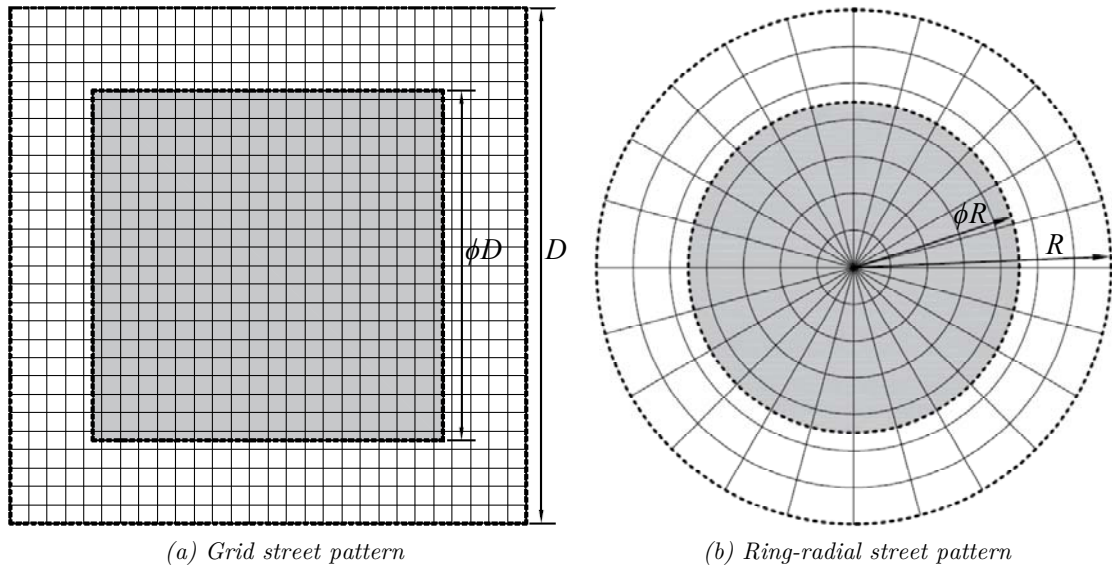 ϕD
D
ϕR
R
(a) Grid street pattern
(b) Ring-radial street pattern